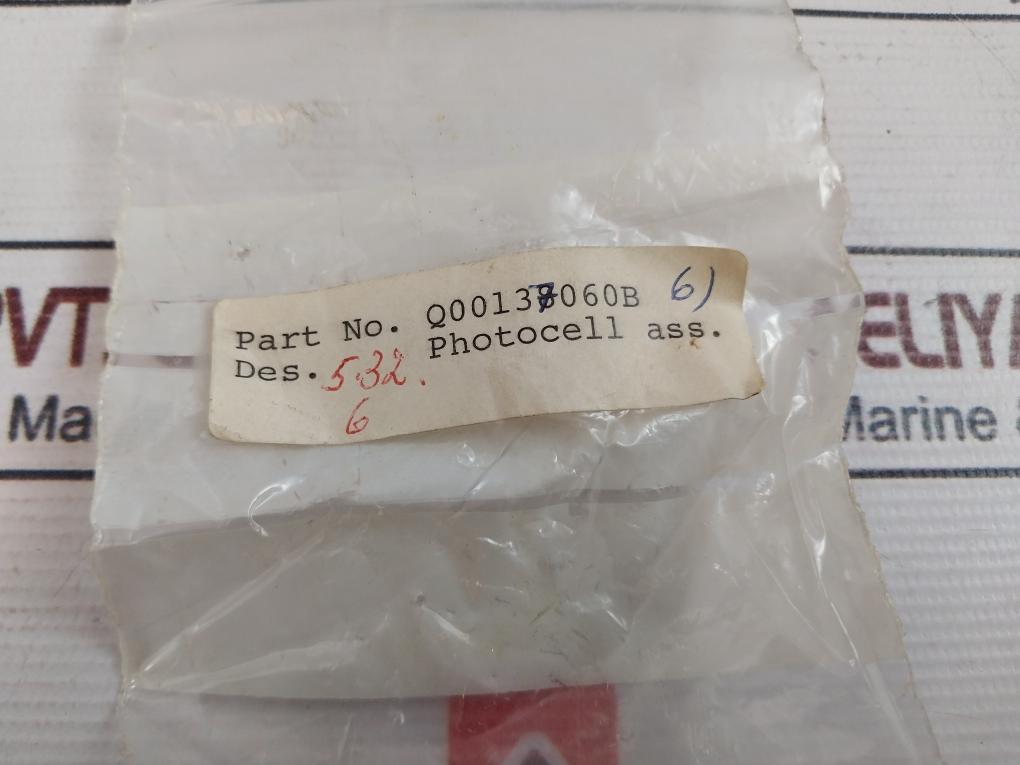 Part No. Q00137060B 6)
Des. 532. Photocell ass.
6
PVT
ELIY
Ma
Marine &